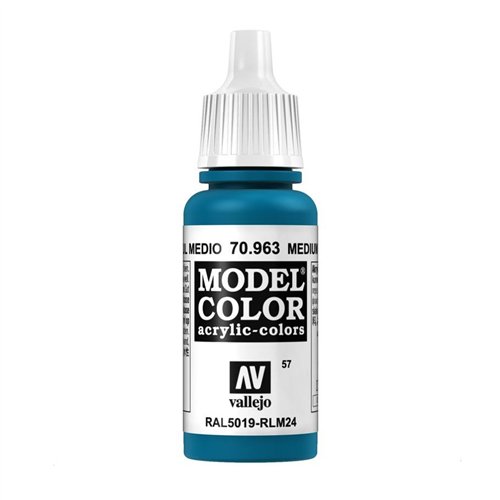 MEDIO 70.963 MEDIUM
MODEL
COLOR®
acrylic-colors
57
AV
vallejo
RAL5019-RLM24